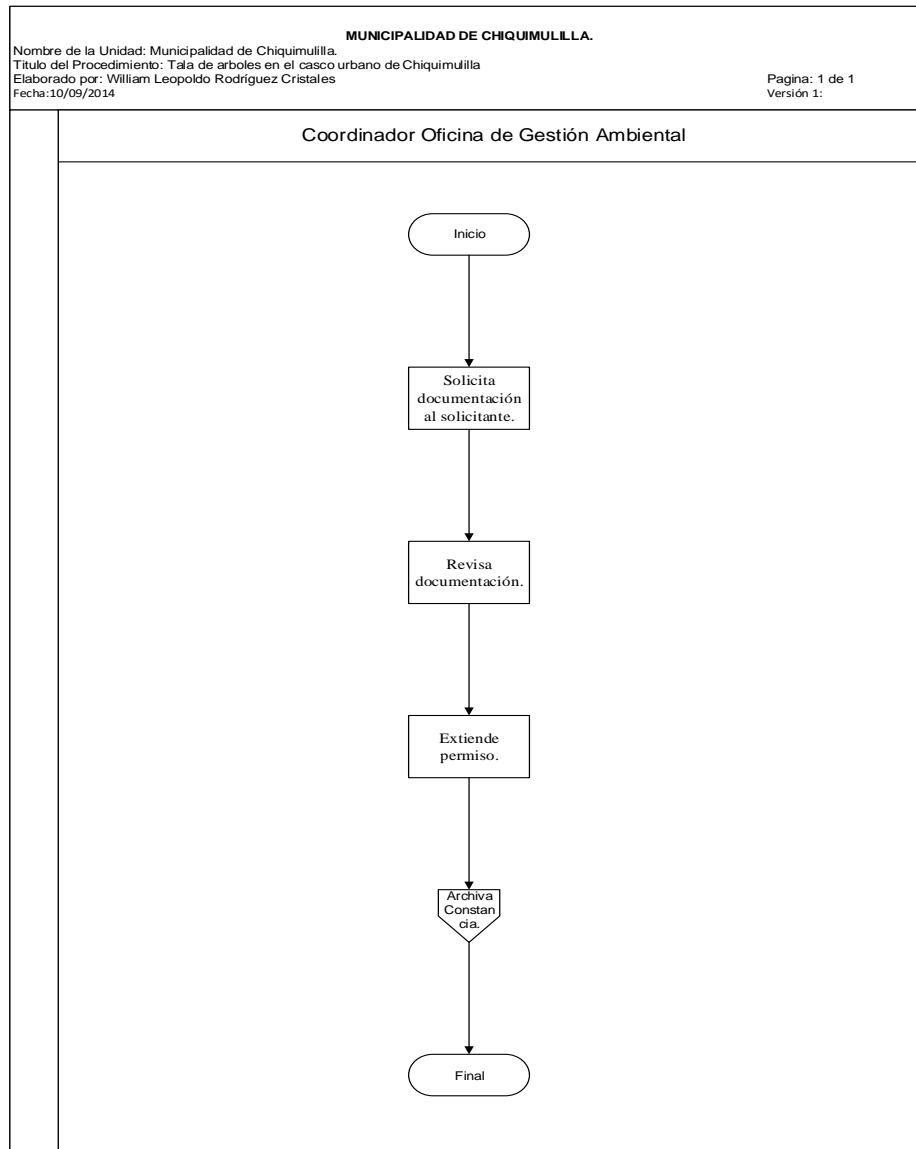 MUNICIPALIDAD DE CHIQUIMULILLA.
Nombre de la Unidad: Municipalidad de Chiquimulilla.
Titulo del Procedimiento: Tala de arboles en el casco urbano de Chiquimulilla
Elaborado por: William Leopoldo Rodríguez Cristales
Pagina: 1 de 1
Fecha:10/09/2014
Versión 1:
Coordinador Oficina de Gestión Ambiental
Inicio
Solicita
documentación
al solicitante.
Revisa
documentación.
Extiende
permiso.
Archiva
Constan
cia.
Final